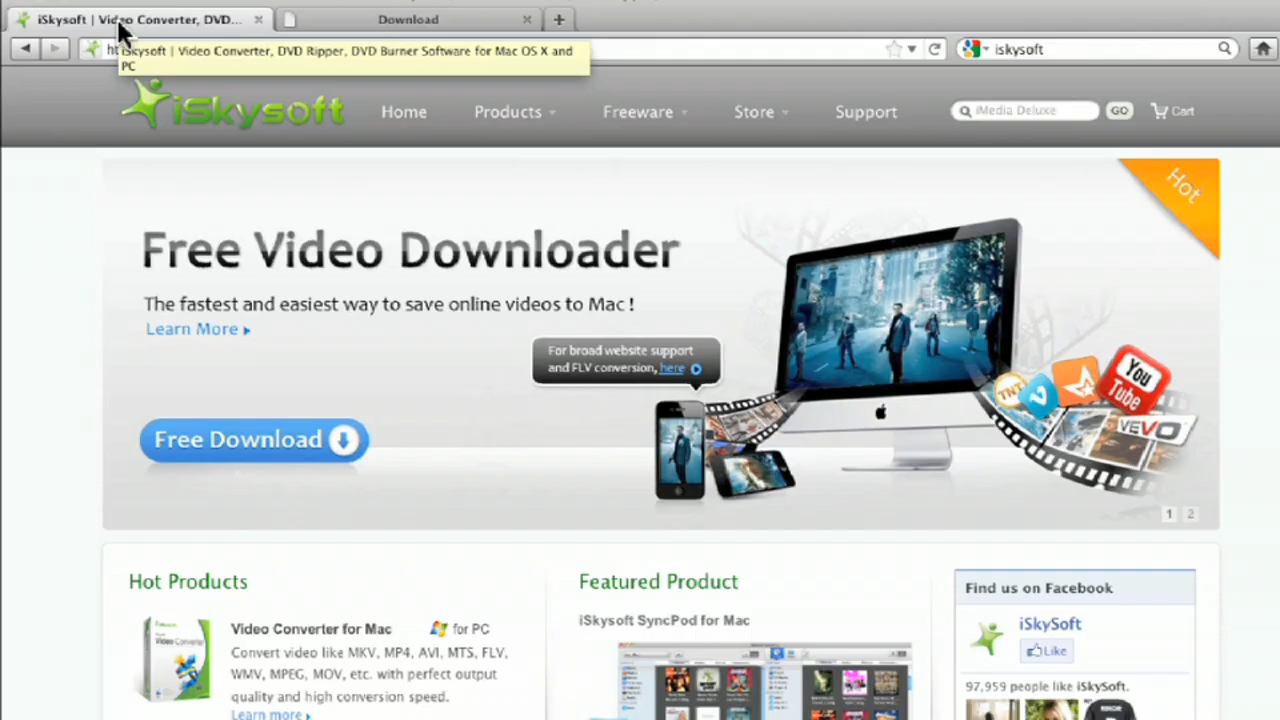 iSkysoft | Video Converter, DVD...
Download
iSkysoft | Video Converter, DVD Ripper, DVD Burner Software for Mac OS X and
PC
iskysoft
iSkysoft
Home
Products
Freeware
Store
Support
iMedia Deluxe
GO
Cart
Hot
Free Video Downloader
The fastest and easiest way to save online videos to Mac !
Learn More
For broad website support
and FLV conversion, here
Free Download
TNT
You
Tube
VEVO
1 2
Hot Products
Video Converter for Mac
for PC
Convert video like MKV, MP4, AVI, MTS, FLV,
WMV, MPEG, MOV, etc. with perfect output
quality and high conversion speed.
Learn more
Video Converter
Featured Product
iSkysoft SyncPod for Mac
Find us on Facebook
iSkySoft
Like
97,959 people like iSkySoft.